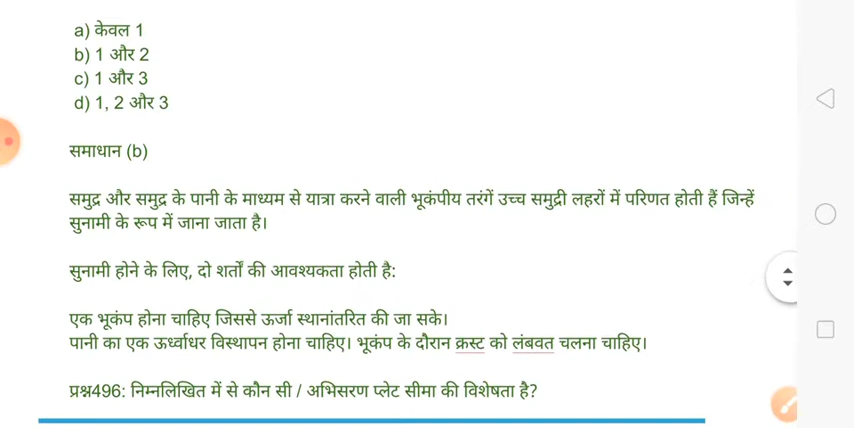 a) केवल 1
b) 1 और 2
c) 1 और 3
d) 1, 2 और 3
समाधान (b)
समुद्र और समुद्र के पानी के माध्यम से यात्रा करने वाली भूकंपीय तरंगें उच्च समुद्री लहरों में परिणत होती हैं जिन्हें
सुनामी के रूप में जाना जाता है।
सुनामी होने के लिए, दो शर्तों की आवश्यकता होती है:
एक भूकंप होना चाहिए जिससे ऊर्जा स्थानांतरित की जा सके।
पानी का एक ऊर्ध्वाधर विस्थापन होना चाहिए। भूकंप के दौरान क्रस्ट को लंबवत चलना चाहिए।
प्रश्न496: निम्नलिखित में से कौन सी / अभिसरण प्लेट सीमा की विशेषता है?